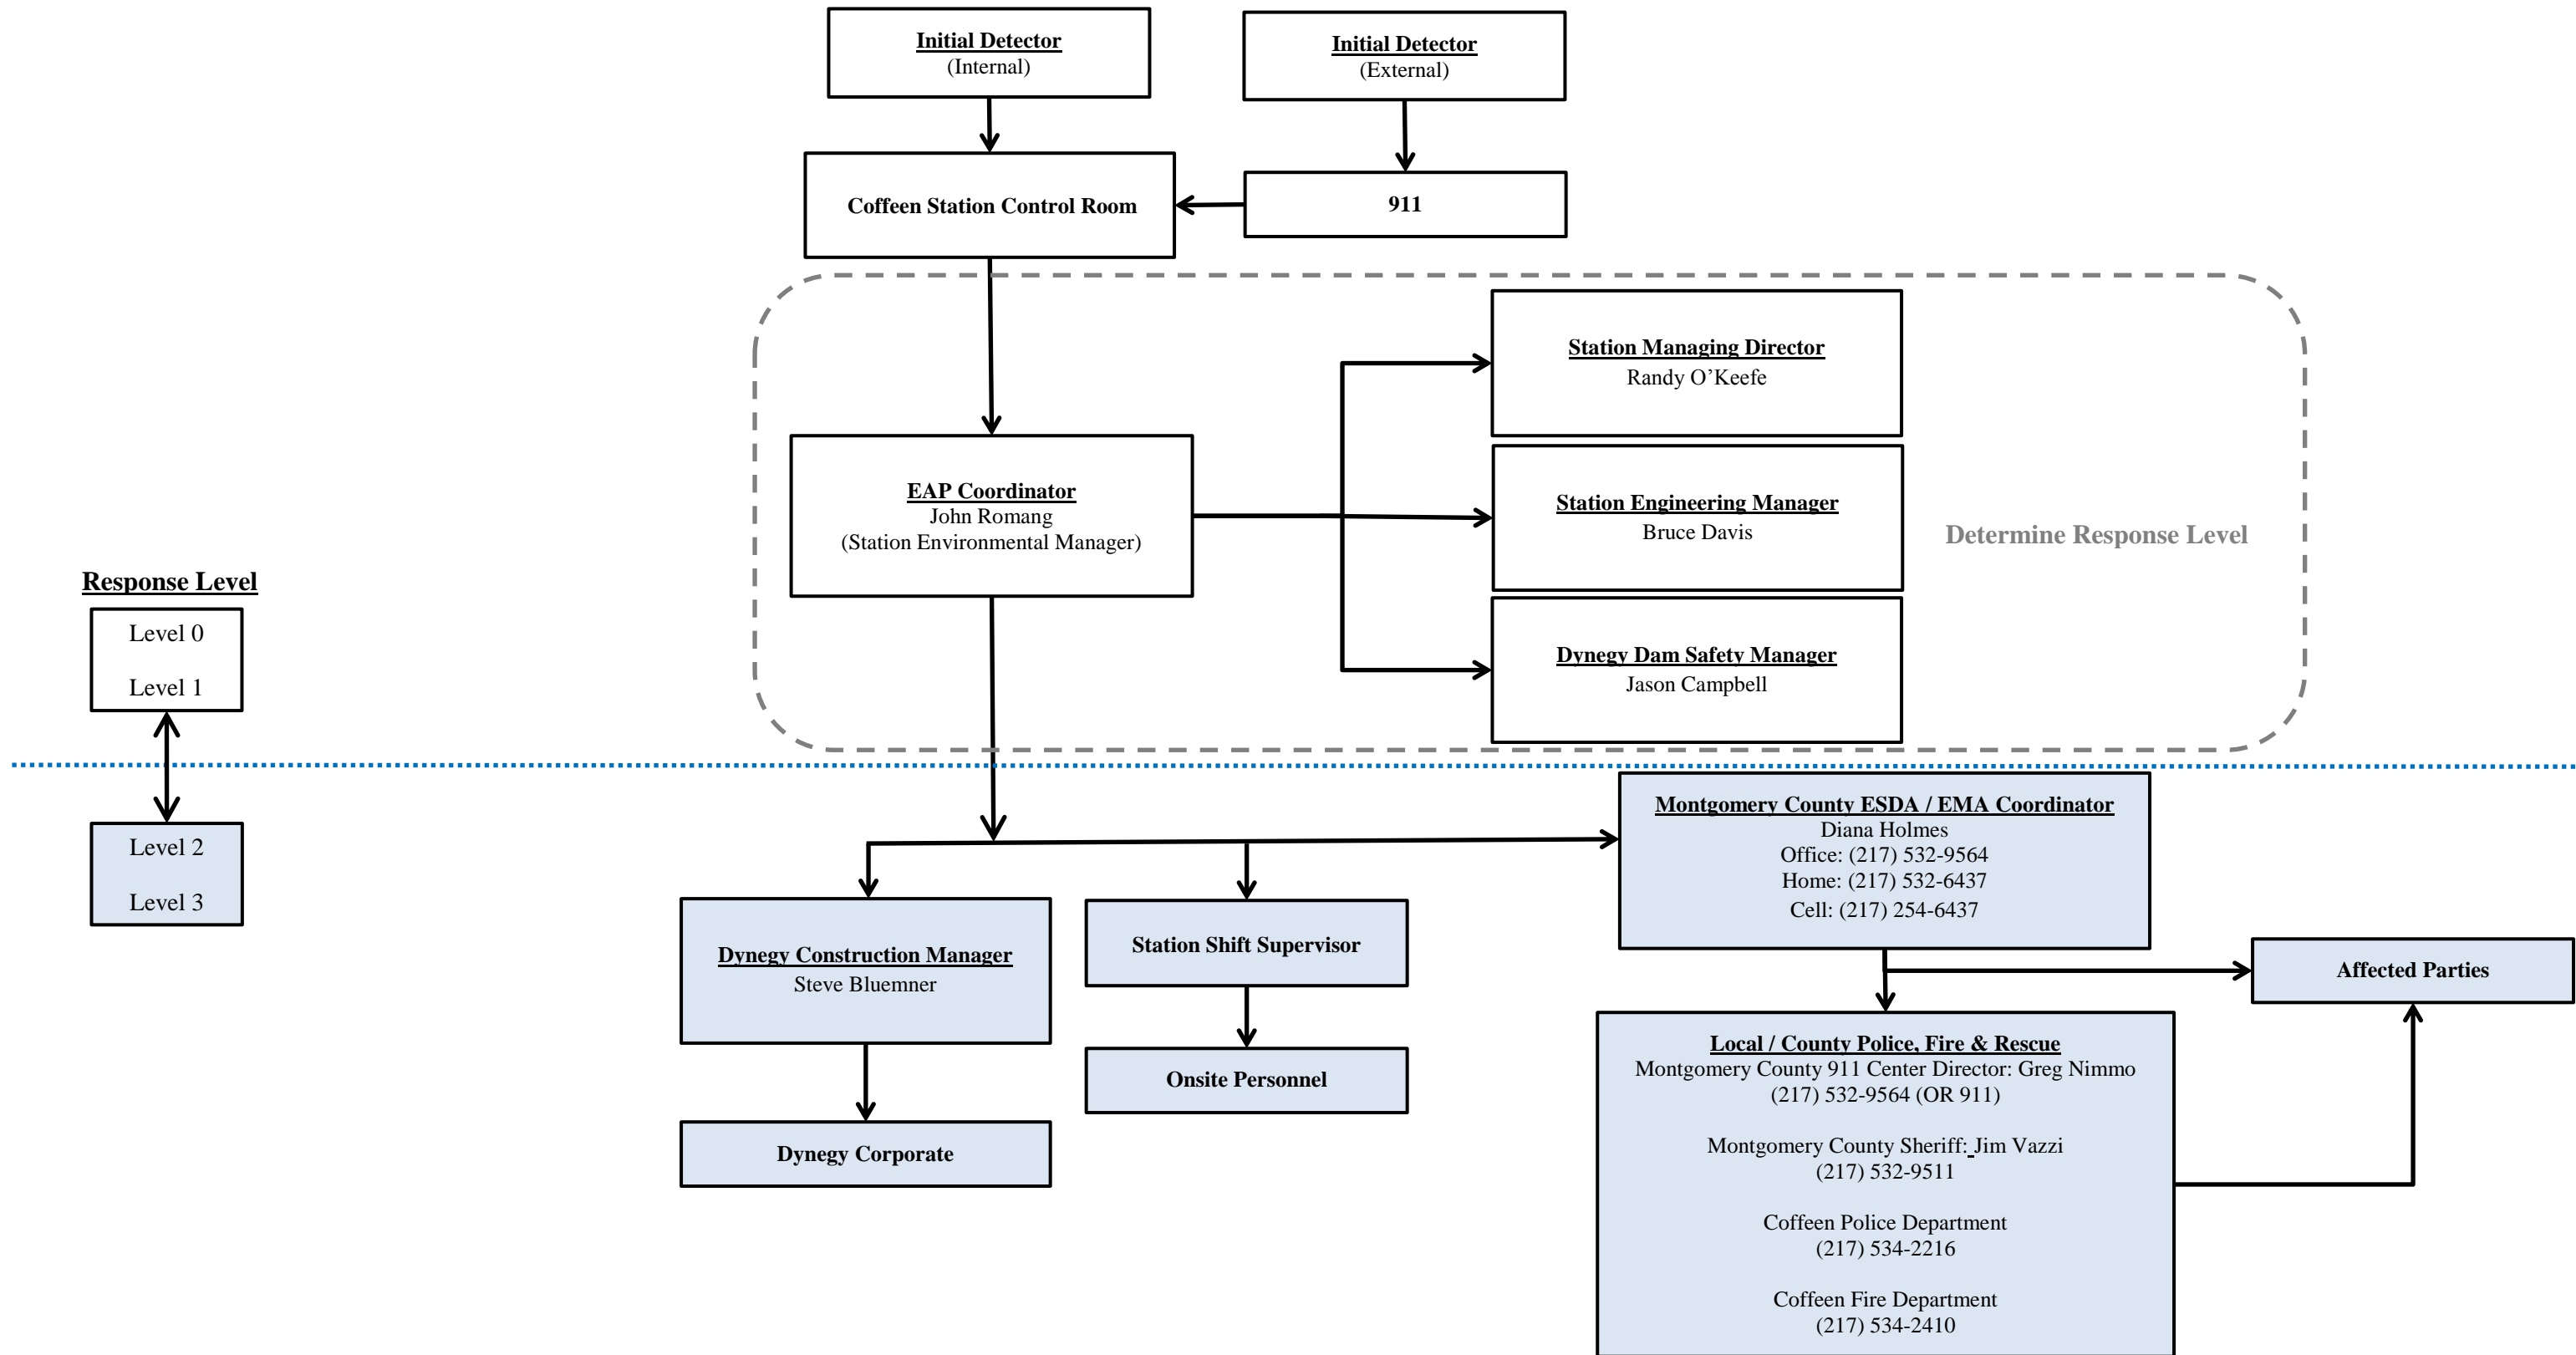 Initial Detector
(Internal)
Initial Detector
(External)
Coffeen Station Control Room
911
Station Managing Director
Randy O’Keefe
EAP Coordinator
John Romang
(Station Environmental Manager)
Station Engineering Manager
Bruce Davis
Determine Response Level
Dynegy Dam Safety Manager
Jason Campbell
Response Level
Level 0
Level 1
Level 2
Level 3
Montgomery County ESDA / EMA Coordinator
Diana Holmes
Office: (217) 532-9564
Home: (217) 532-6437
Cell: (217) 254-6437
Dynegy Construction Manager
Steve Bluemner
Station Shift Supervisor
Affected Parties
Onsite Personnel
Dynegy Corporate
Local / County Police, Fire & Rescue
Montgomery County 911 Center Director: Greg Nimmo
(217) 532-9564 (OR 911)
Montgomery County Sheriff: Jim Vazzi
(217) 532-9511
Coffeen Police Department
(217) 534-2216
Coffeen Fire Department
(217) 534-2410